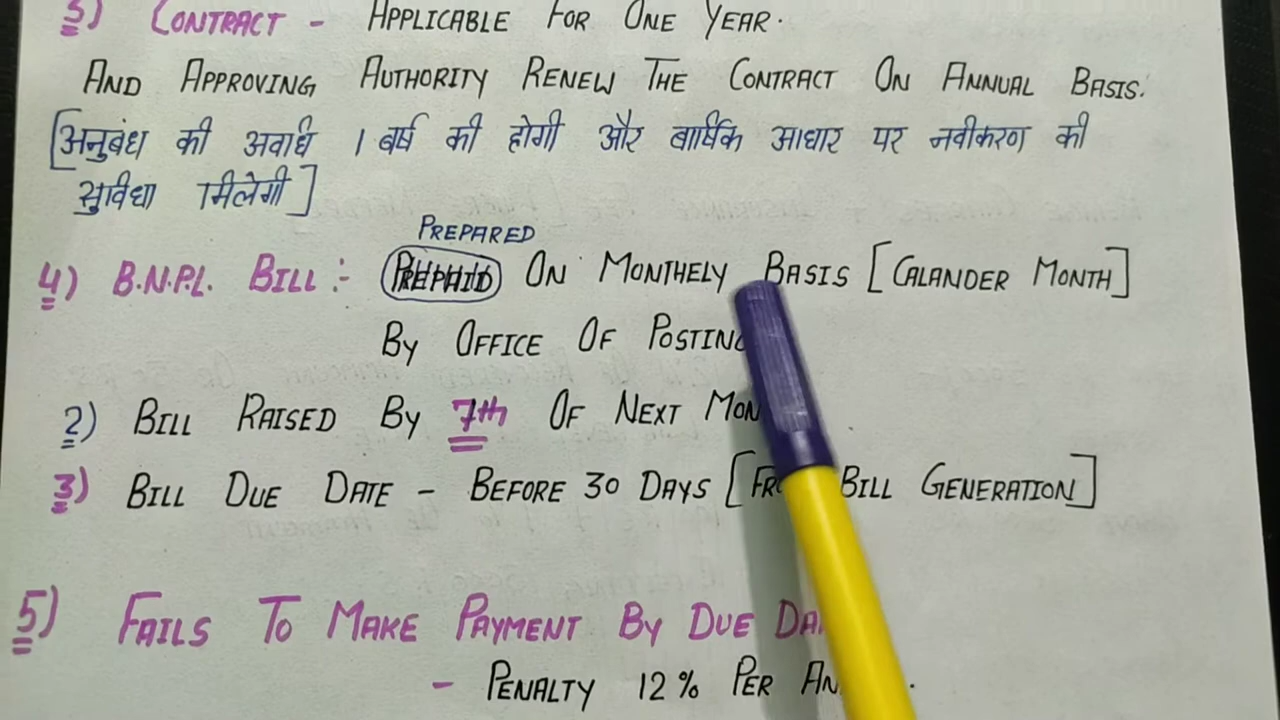 3) CONTRACT - APPLICABLE FOR ONE YEAR.
AND APPROVING AUTHORITY RENEW THE CONTRACT ON ANNUAL BASIS.
[अनुबंध की अवधि 1 वर्ष की होगी और बार्षिक आधार पर नवीकरण की
सुविधा मिलेगी]
PREPARED
4) B.N.P.L. BILL :- PREPAID ON MONTHELY BASIS [CALANDER MONTH]
BY OFFICE OF POSTING
2) BILL RAISED BY 7th OF NEXT MON
3) BILL DUE DATE - BEFORE 30 DAYS [FRO BILL GENERATION]
5) FAILS TO MAKE PAYMENT BY DUE DA
- PENALTY 12% PER AN